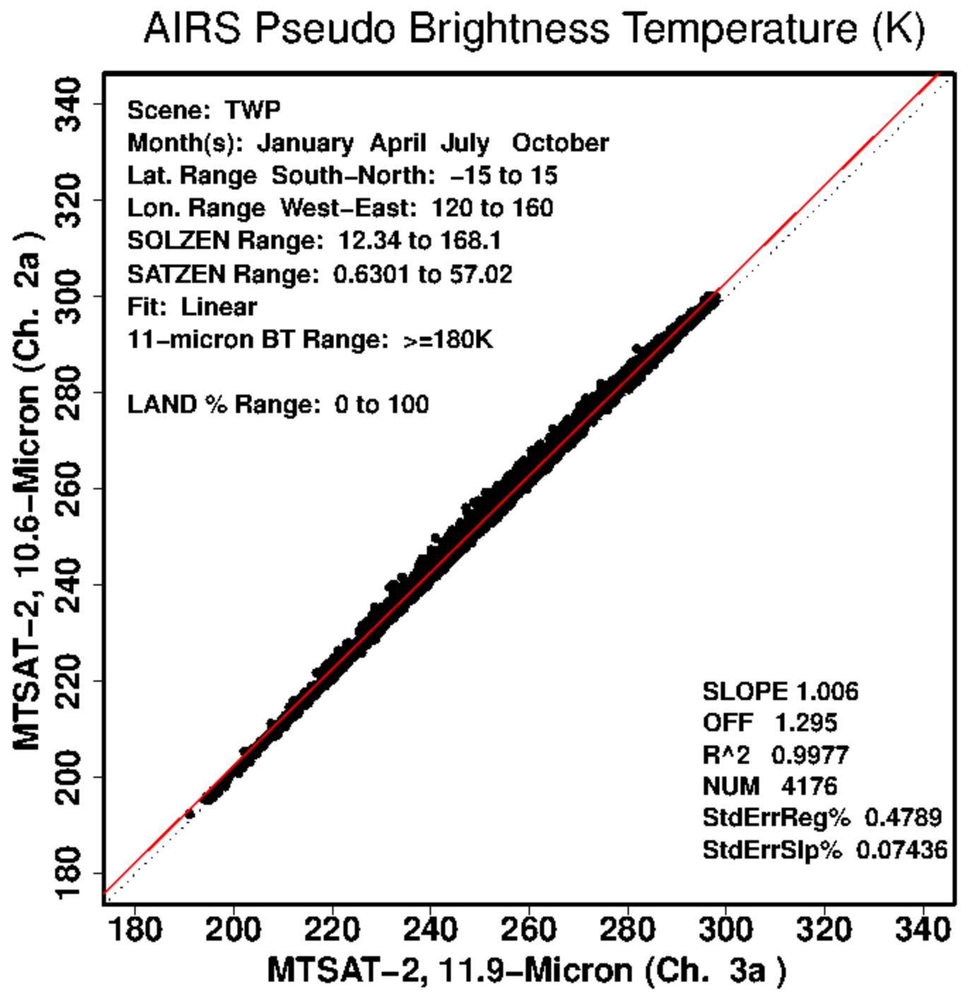 AIRS Pseudo Brightness Temperature (K)
Scene: TWP
Month(s): January April July October
Lat. Range South-North: -15 to 15
Lon. Range West-East: 120 to 160
SOLZEN Range: 12.34 to 168.1
SATZEN Range: 0.6301 to 57.02
Fit: Linear
11-micron BT Range: >=180K
LAND % Range: 0 to 100
MTSAT-2, 10.6-Micron (Ch. 2a )
340
320
300
280
260
240
220
200
180
SLOPE 1.006
OFF 1.295
R^2 0.9977
NUM 4176
StdErrReg% 0.4789
StdErrSlp% 0.07436
180 200 220 240 260 280 300 320 340
MTSAT-2, 11.9-Micron (Ch. 3a )